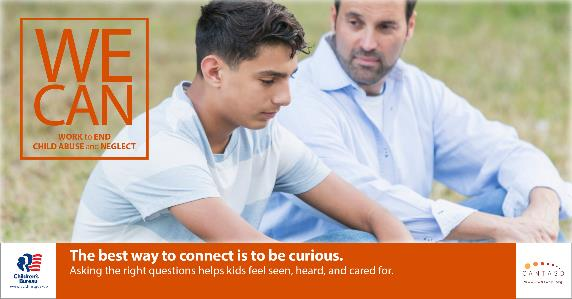 WE
CAN
WORK to END
CHILD ABUSE and NEGLECT
The best way to connect is to be curious.
Asking the right questions helps kids feel seen, heard, and cared for.
Children's
Bureau
CANTASD